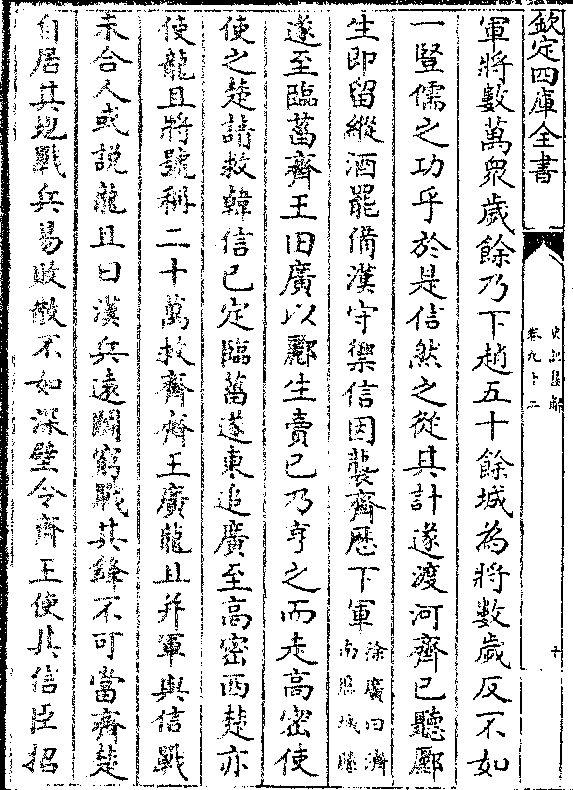 欽定四庫全書
史記集解
卷九十二
十
軍將數萬衆歲餘乃下趙五十餘城為將數歲反不如
一豎儒之功乎於是信然之從其計遂渡河齊已聽酈
生即留縱酒罷備漢守禦信因襲齊歴下軍徐廣曰濟南歴城縣
遂至臨菑齊王田廣以酈生賣已乃亨之而走髙密使
使之楚請救韓信已定臨菑遂東追廣至髙密西楚亦
使龍且將號稱二十萬救齊齊王廣龍且并軍與信戰
未合人或説龍且曰漢兵遠鬬窮戰其鋒不可當齊楚
自居其地戰兵易敗散不如深壁令齊王使其信臣招